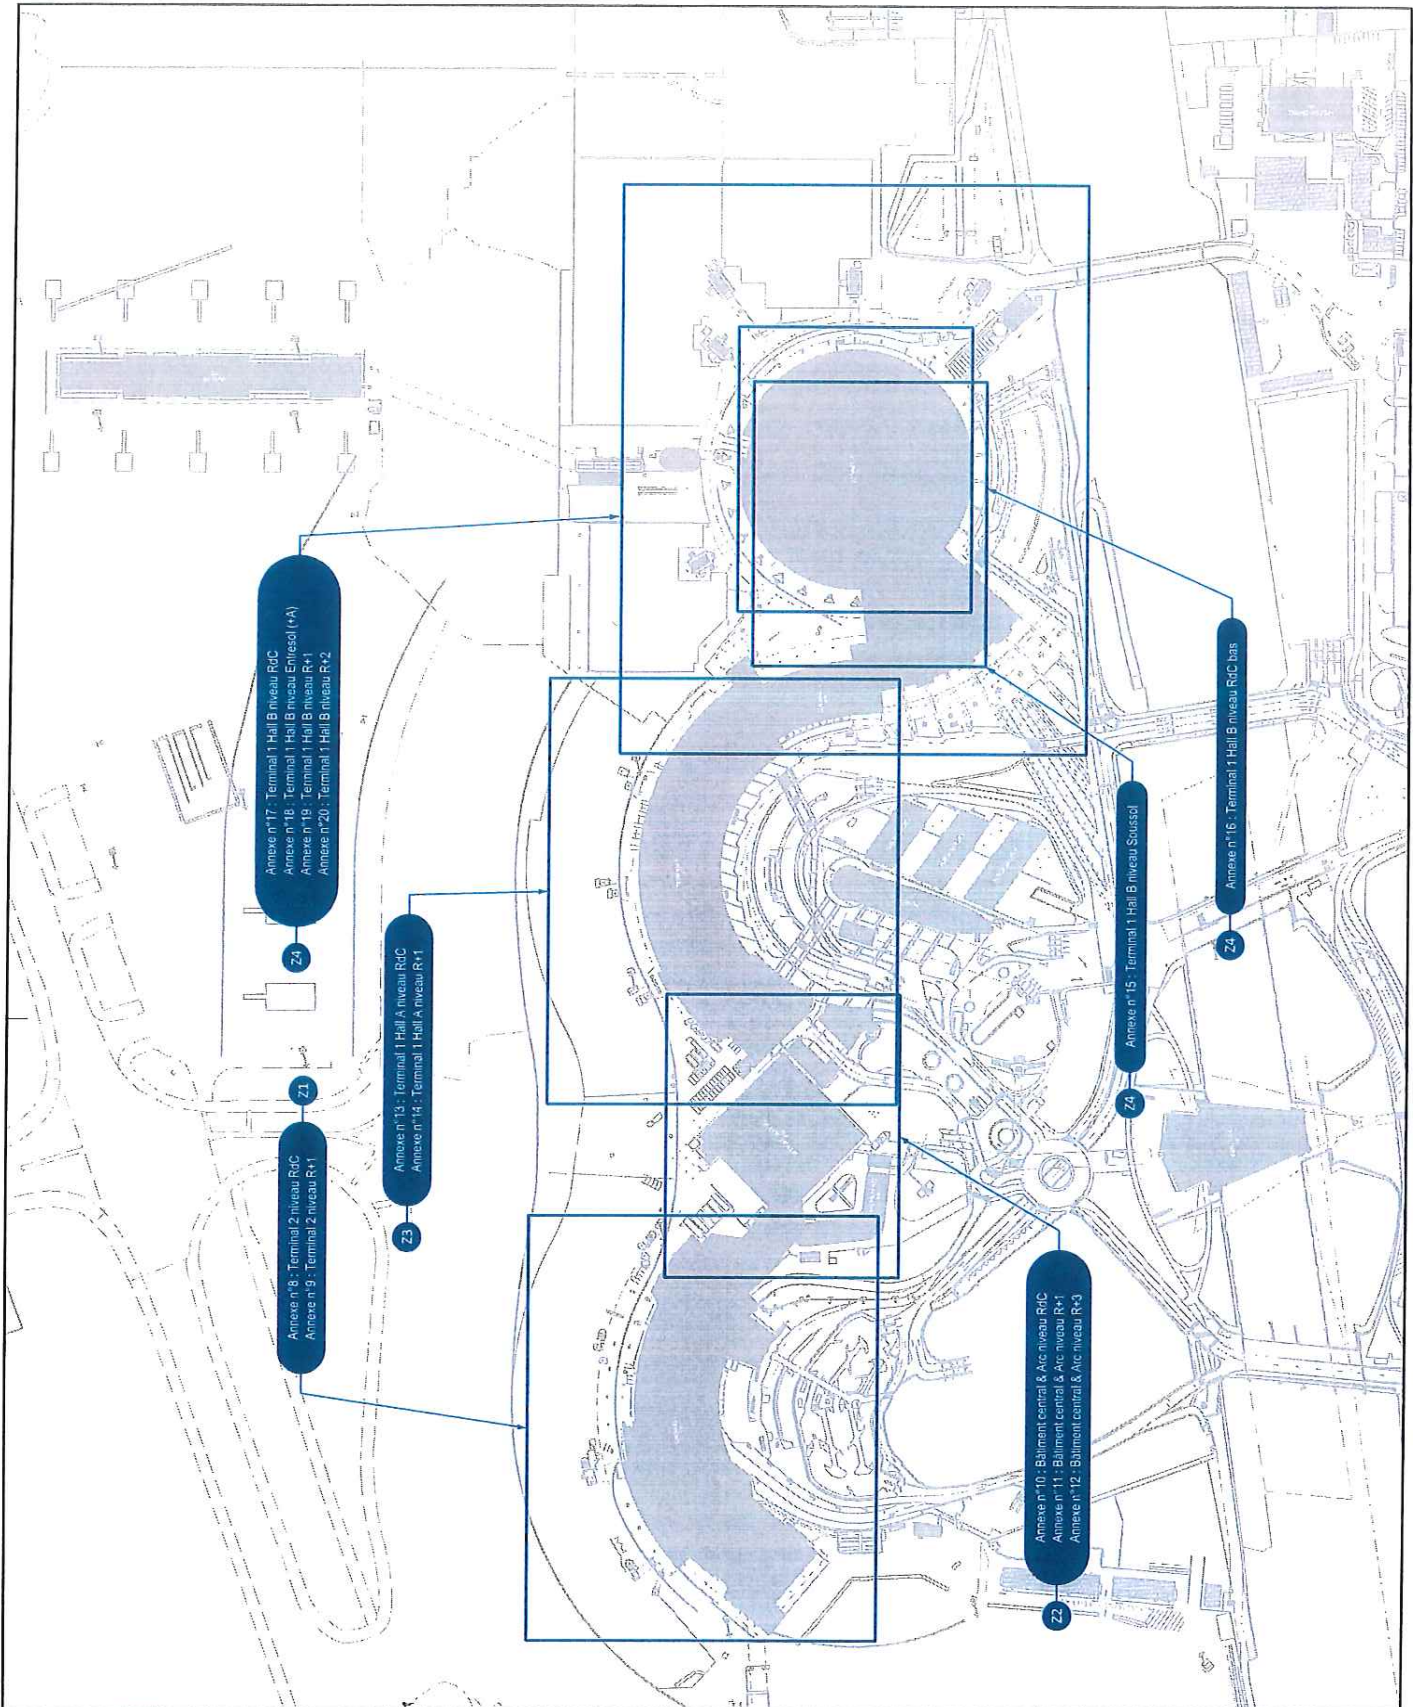 Z1
Annexe n°8 : Terminal 2 niveau RdC
Annexe n°9 : Terminal 2 niveau R+1
Z4
Annexe n°17 : Terminal 1 Hall B niveau RdC
Annexe n°18 : Terminal 1 Hall B niveau Entresol (+A)
Annexe n°19 : Terminal 1 Hall B niveau R+1
Annexe n°20 : Terminal 1 Hall B niveau R+2
Z3
Annexe n°13 : Terminal 1 Hall A niveau RdC
Annexe n°14 : Terminal 1 Hall A niveau R+1
Z2
Annexe n°10 : Bâtiment central & Arc niveau RdC
Annexe n°11 : Bâtiment central & Arc niveau R+1
Annexe n°12 : Bâtiment central & Arc niveau R+3
Z4
Annexe n°15 : Terminal 1 Hall B niveau Soussol
Z4
Annexe n°16 : Terminal 1 Hall B niveau RdC bas